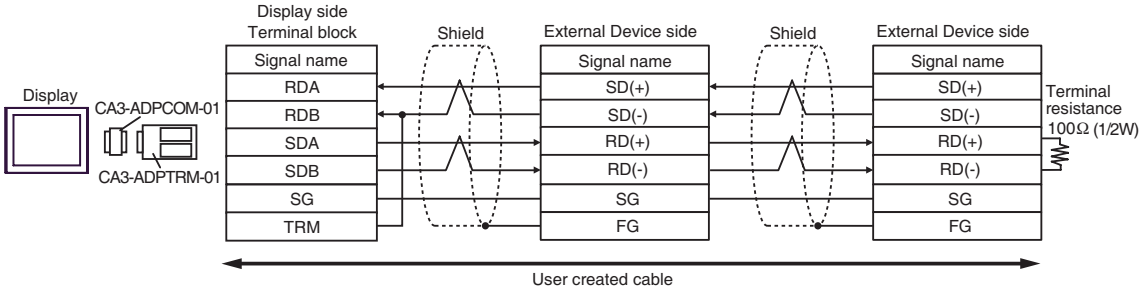 Display side
Terminal block
Shield
External Device side
Shield
External Device side
Signal name
Signal name
Signal name
RDA
SD(+)
SD(+)
Display
CA3-ADPCOM-01
RDB
SD(-)
SD(-)
Terminal
resistance
100Ω (1/2W)
SDA
RD(+)
RD(+)
CA3-ADPTRM-01
SDB
RD(-)
RD(-)
SG
SG
SG
TRM
FG
FG
User created cable